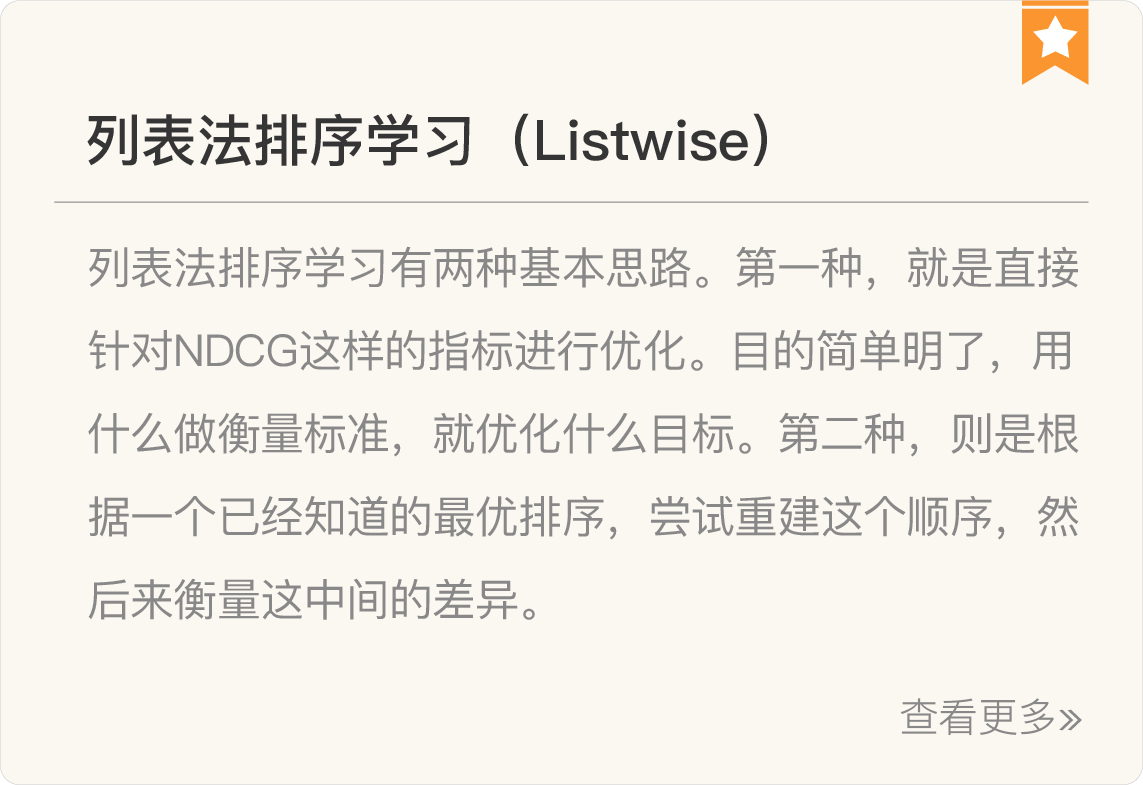 列表法排序学习（Listwise）
列表法排序学习有两种基本思路。第一种，就是直接
针对NDCG这样的指标进行优化。目的简单明了，用
什么做衡量标准，就优化什么目标。第二种，则是根
据一个已经知道的最优排序，尝试重建这个顺序，然
后来衡量这中间的差异。
查看更多»